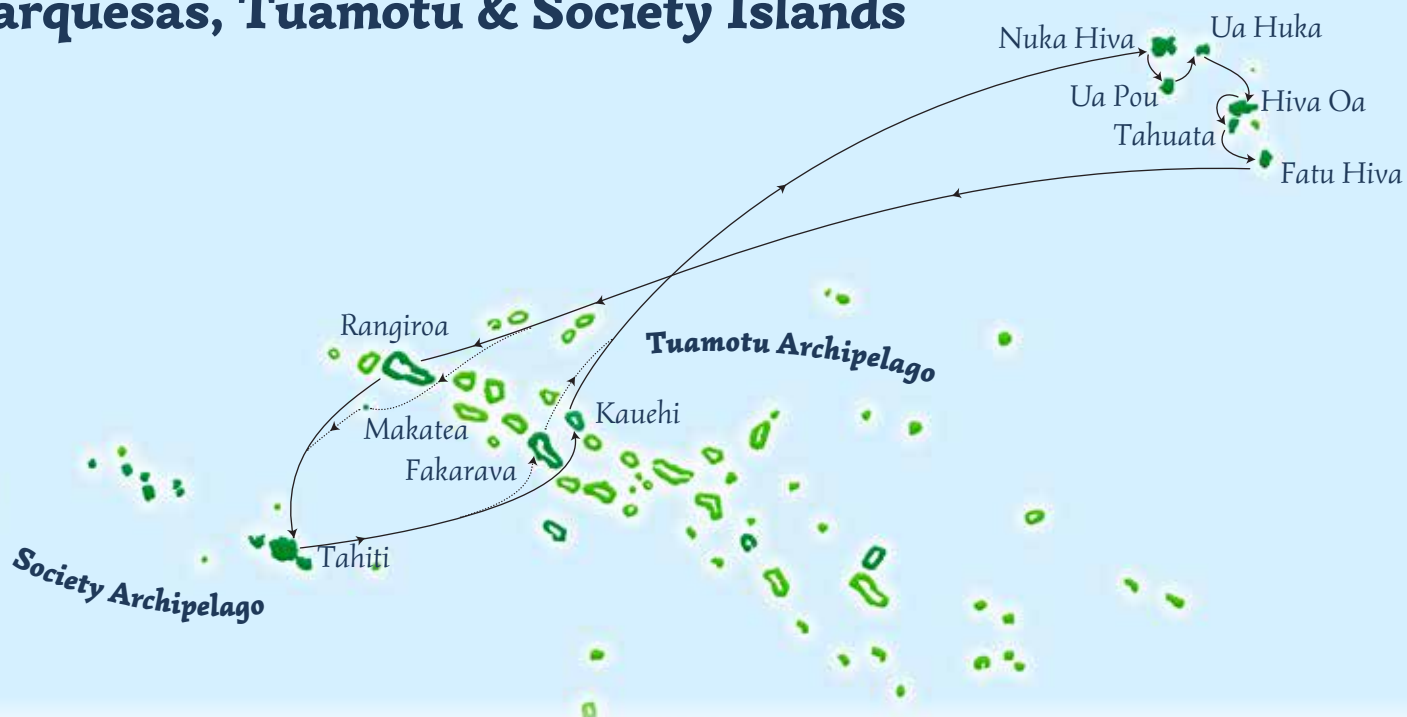 arquesas, Tuamotu & Society Islands
Ua Huka
Nuka Hiva
Ua Pou
Hiva Oa
Tahuata
Fatu Hiva
Rangiroa
Tuamotu Archipelago
Kauehi
Makatea
Fakarava
Tahiti
Society Archipelago